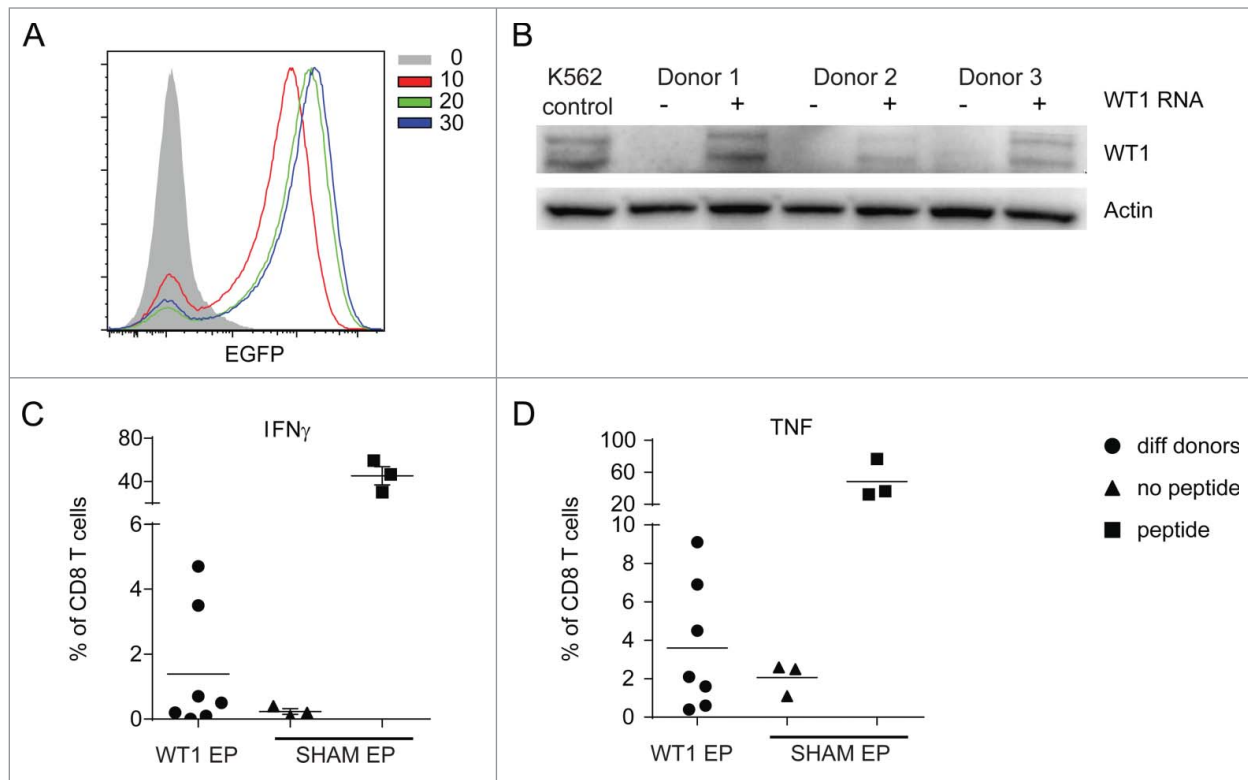 A
0
10
20
30
EGFP
B
K562 control
Donor 1
Donor 2
Donor 3
- + - + - + WT1 RNA
WT1
Actin
C
IFNγ
80
40
6
4
2
0
% of CD8 T cells
WT1 EP
SHAM EP
D
TNF
100
60
20
10
8
6
4
2
0
% of CD8 T cells
WT1 EP
SHAM EP
diff donors
no peptide
peptide